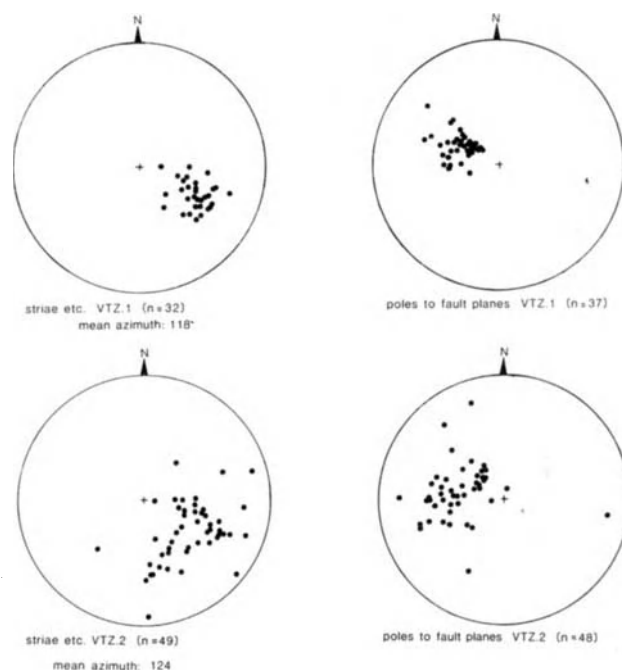 N
N
striae etc. VTZ.1 (n=32)
mean azimuth: 118°
poles to fault planes VTZ.1 (n=37)
N
N
striae etc. VTZ.2 (n=49)
mean azimuth: 124
poles to fault planes VTZ.2 (n=48)